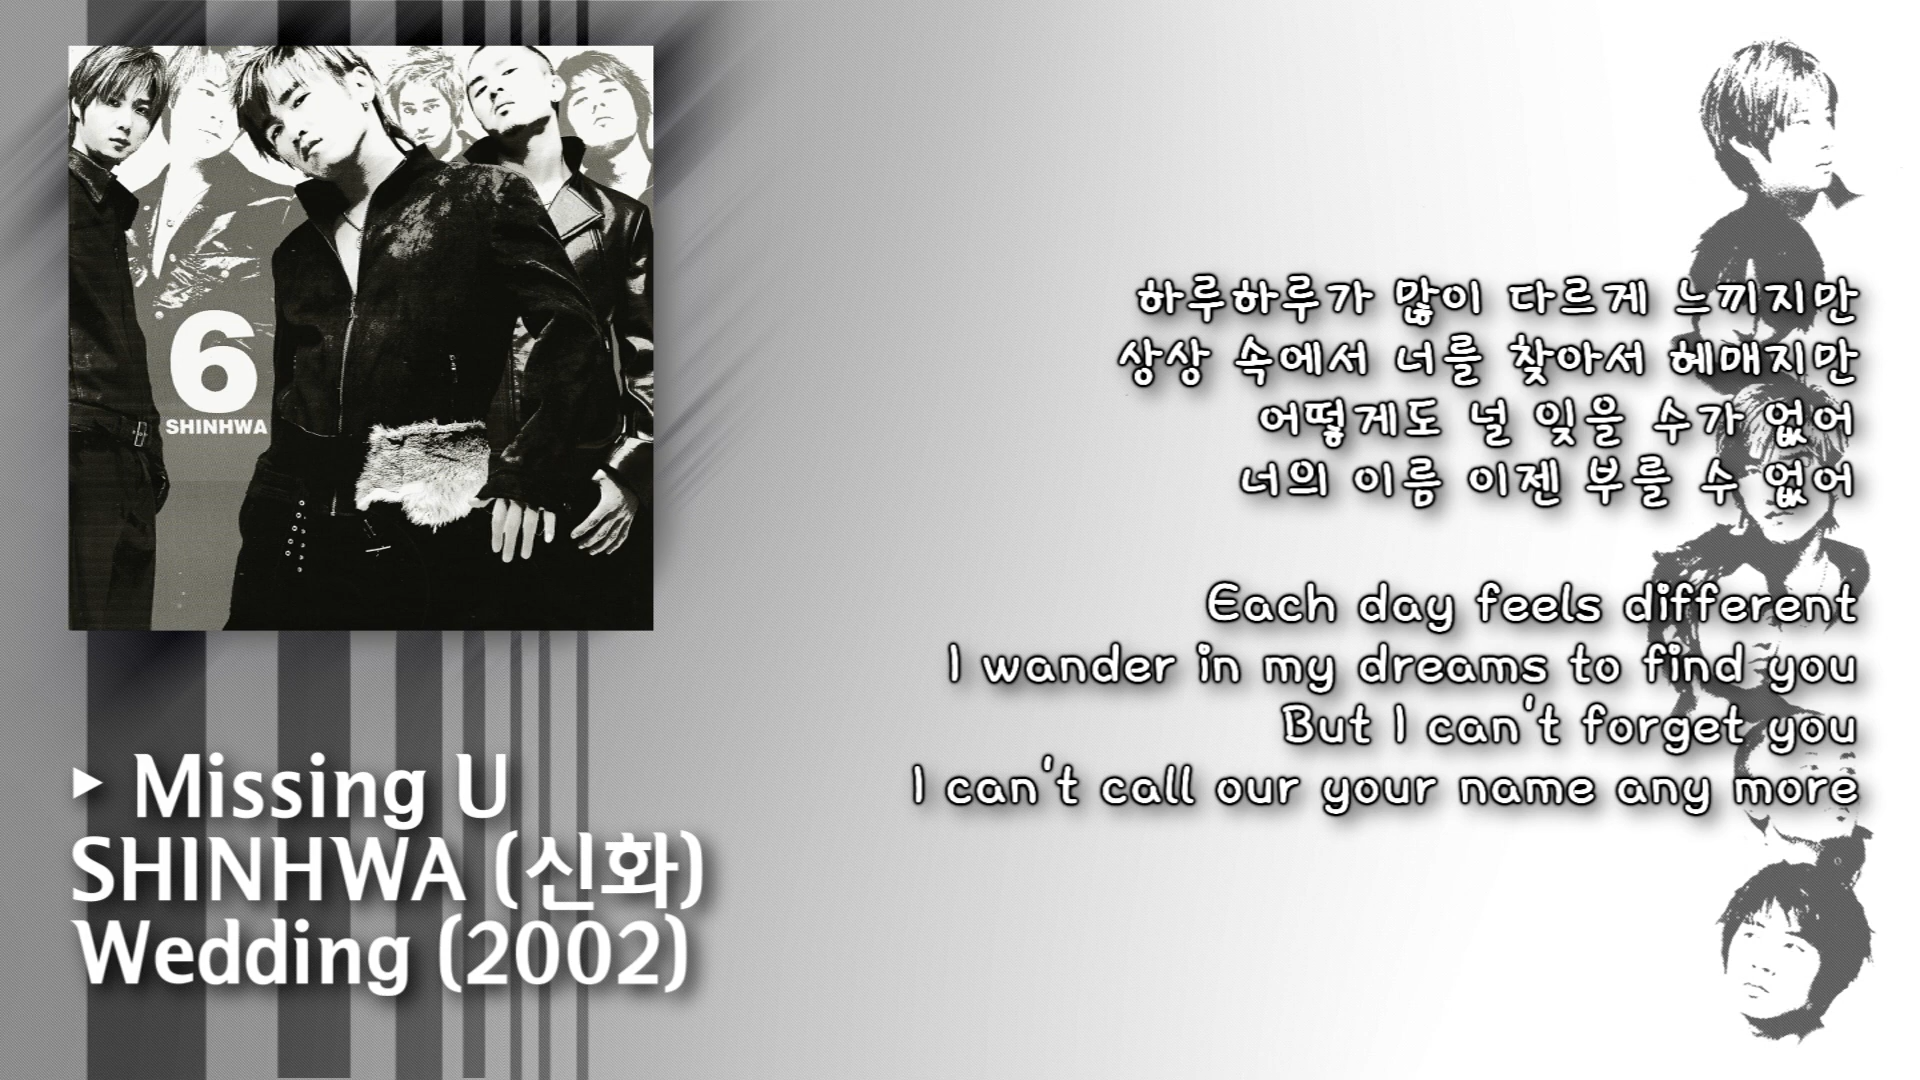 6
SHINHWA
▶ Missing U
SHINHWA (신화)
Wedding (2002)
하루하루가 많이 다르게 느끼지만
상상 속에서 너를 찾아서 헤매지만
어떻게도 널 잊을 수가 없어
너의 이름 이젠 부를 수 없어
Each day feels different
I wander in my dreams to find you
But I can't forget you
I can't call our your name any more